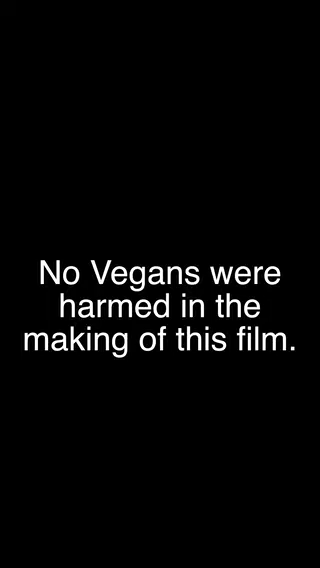 No Vegans were
harmed in the
making of this film.